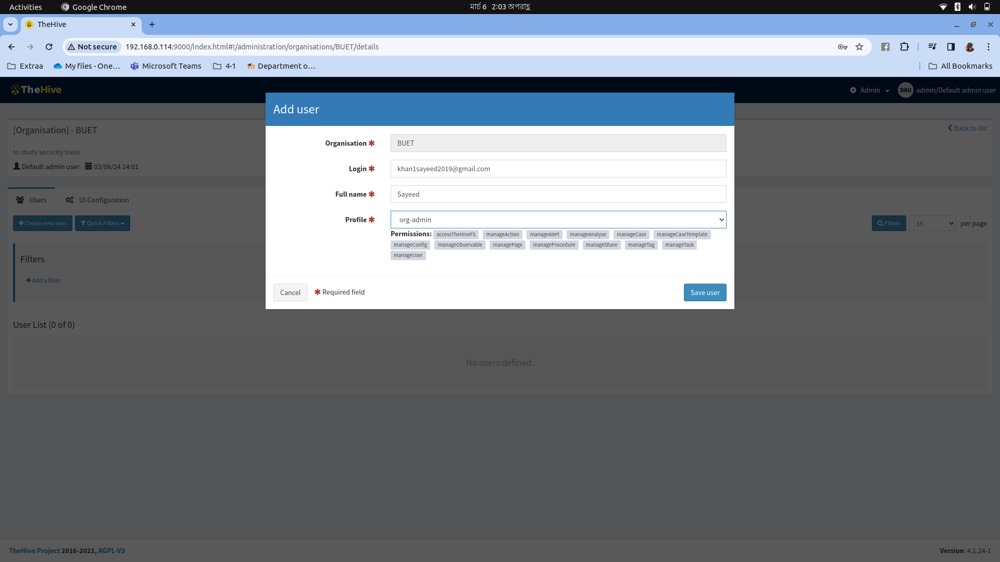 Activities Google Chrome মার্চ 6 2:03 অপরাহ্ণ
TheHive
Not secure 192.168.0.114:9000/index.html#!/administration/organisations/BUET/details
Extraa My files - One... Microsoft Teams 4-1 Department o... All Bookmarks
TheHive Admin DAU admin/Default admin user
Add user
[Organisation] - BUET Back to list
Organisation BUET
to study security tools
Default admin user 03/06/24 14:01
Login khan1sayeed2019@gmail.com
Full name Sayeed
Users UI Configuration
Profile org-admin
Create new user Quick Filters Filters 15 per page
Permissions: accessTheHiveFS manageAction manageAlert manageAnalyse manageCase manageCaseTemplate
manageConfig manageObservable managePage manageProcedure manageShare manageTag manageTask
manageUser
Filters
Add a filter
Cancel Required field Save user
User List (0 of 0)
No users defined.
TheHive Project 2016-2021, AGPL-V3 Version: 4.1.24-1